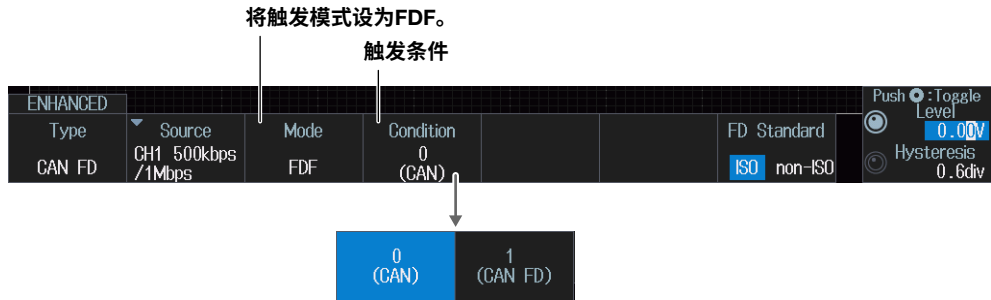 将触发模式设为FDF。
触发条件
ENHANCED
Type
CAN FD
Source
CH1 500kbps
/1Mbps
Mode
FDF
Condition
0
(CAN)
FD Standard
ISO non-ISO
Push :Toggle
Level
0.00V
Hysteresis
0.6div
0
(CAN)
1
(CAN FD)